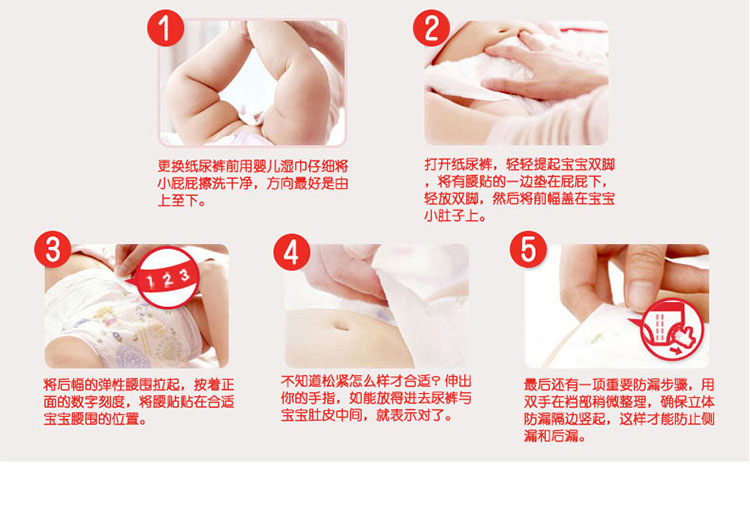 1
更换纸尿裤前用婴儿湿巾仔细将
小屁屁擦洗干净，方向最好是由
上至下。
2
打开纸尿裤，轻轻提起宝宝双脚
，将有腰贴的一边垫在屁屁下，
轻放双脚，然后将前幅盖在宝宝
小肚子上。
3
1 2 3
将后幅的弹性腰围拉起，按着正
面的数字刻度，将腰贴贴在合适
宝宝腰围的位置。
4
不知道松紧怎么样才合适？伸出
你的手指，如能放得进去尿裤与
宝宝肚皮中间，就表示对了。
5
最后还有一项重要防漏步骤，用
双手在裆部稍微整理，确保立体
防漏隔边竖起，这样才能防止侧
漏和后漏。